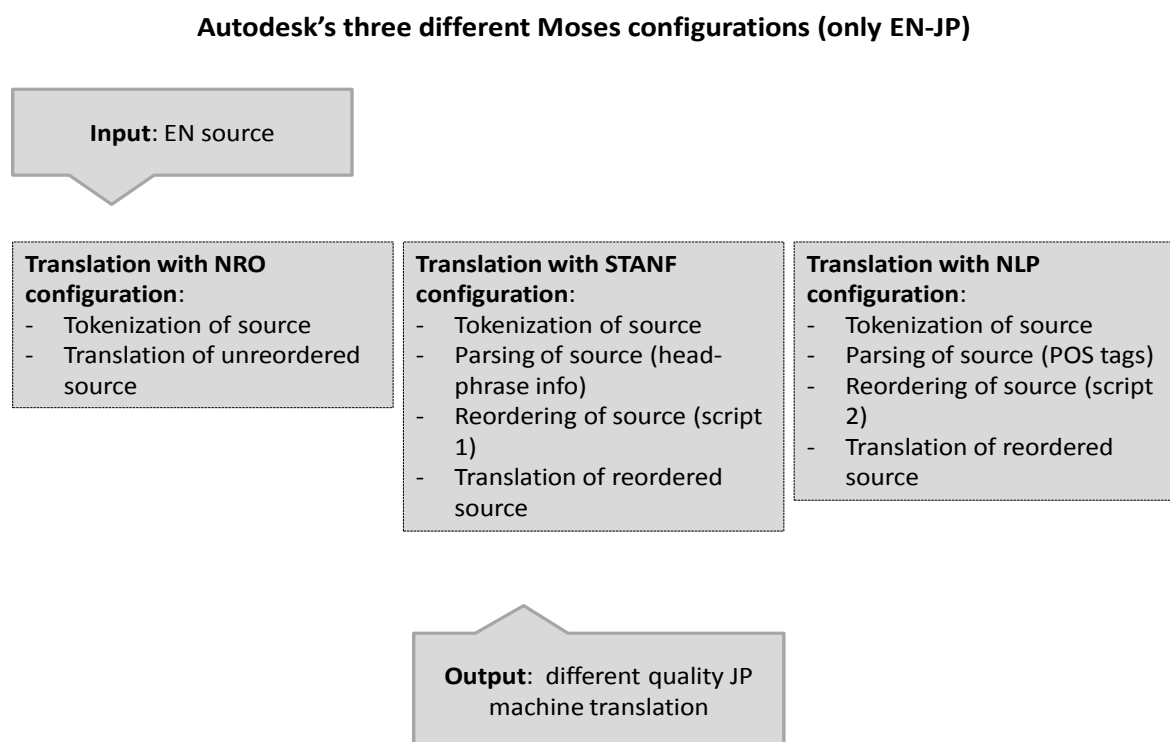 Autodesk's three different Moses configurations (only EN-JP)
Input: EN source
Translation with NRO
configuration:
- Tokenization of source
- Translation of unreordered
source
Translation with STANF
configuration:
- Tokenization of source
- Parsing of source (head-
phrase info)
- Reordering of source (script
1)
- Translation of reordered
source
Translation with NLP
configuration:
- Tokenization of source
- Parsing of source (POS tags)
- Reordering of source (script
2)
- Translation of reordered
source
Output: different quality JP
machine translation